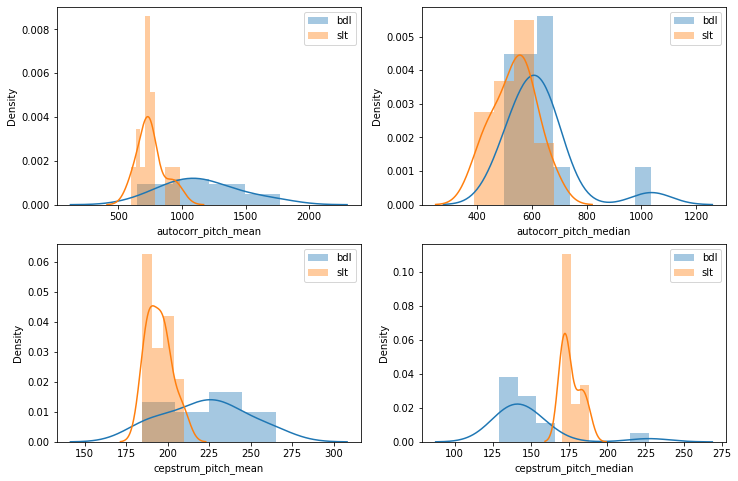 0.008
0.006
0.004
0.002
0.000
Density
500 1000 1500 2000
autocorr_pitch_mean
bdl
slt
0.005
0.004
0.003
0.002
0.001
0.000
Density
400 600 800 1000 1200
autocorr_pitch_median
bdl
slt
0.06
0.05
0.04
0.03
0.02
0.01
0.00
Density
150 175 200 225 250 275 300
cepstrum_pitch_mean
bdl
slt
0.10
0.08
0.06
0.04
0.02
0.00
Density
100 125 150 175 200 225 250 275
cepstrum_pitch_median
bdl
slt